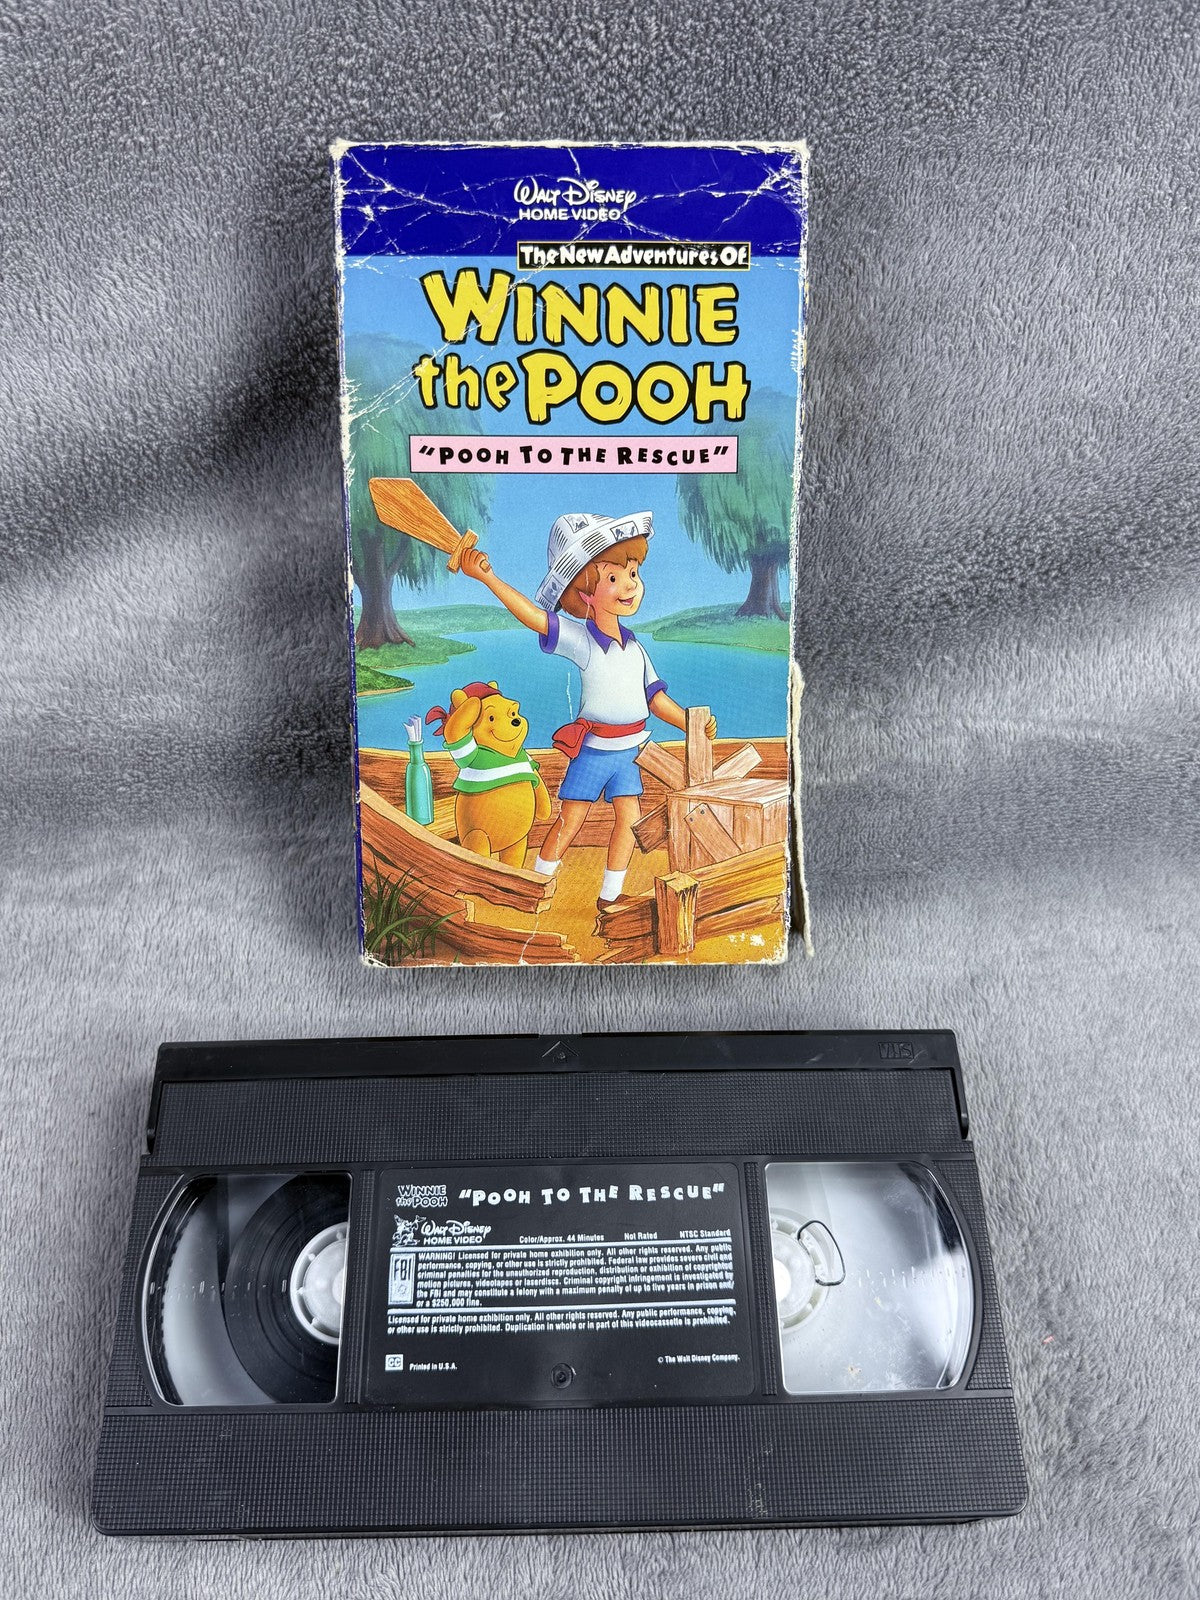 Walt Disney
HOME VIDEO
The New Adventures Of
WINNIE
the POOH
"POOH TO THE RESCUE"
VHS
WINNIE
the POOH
"POOH TO THE RESCUE"
Walt Disney
HOME VIDEO
Color/Approx. 44 Minutes Not Rated NTSC Standard
FBI
WARNING! Licensed for private home exhibition only. All other rights reserved. Any public
performance, copying, or other use is strictly prohibited. Federal law provides severe civil and
criminal penalties for the unauthorized reproduction, distribution or exhibition of copyrighted
motion pictures, videotapes or laserdiscs. Criminal copyright infringement is investigated by
the FBI and may constitute a felony with a maximum penalty of up to five years in prison and/
or a $250,000 fine.
Licensed for private home exhibition only. All other rights reserved. Any public performance, copying,
or other use is strictly prohibited. Duplication in whole or in part of this videocassette is prohibited.
CC Printed in U.S.A.
© The Walt Disney Company.